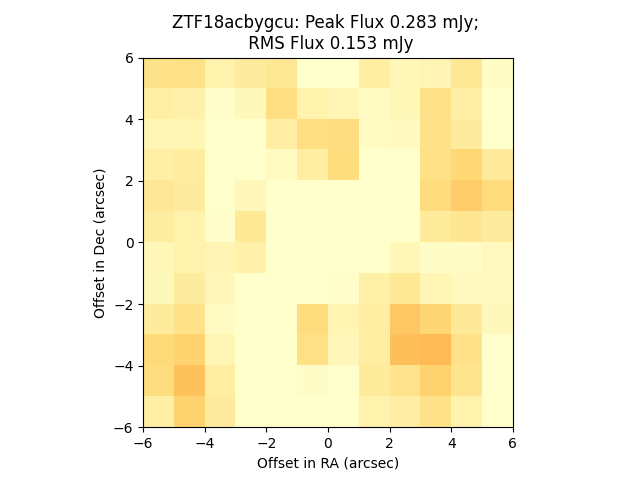 ZTF18acbygcu: Peak Flux 0.283 mJy;
RMS Flux 0.153 mJy
6
4
2
0
−2
−4
−6
Offset in Dec (arcsec)
−6 −4 −2 0 2 4 6
Offset in RA (arcsec)